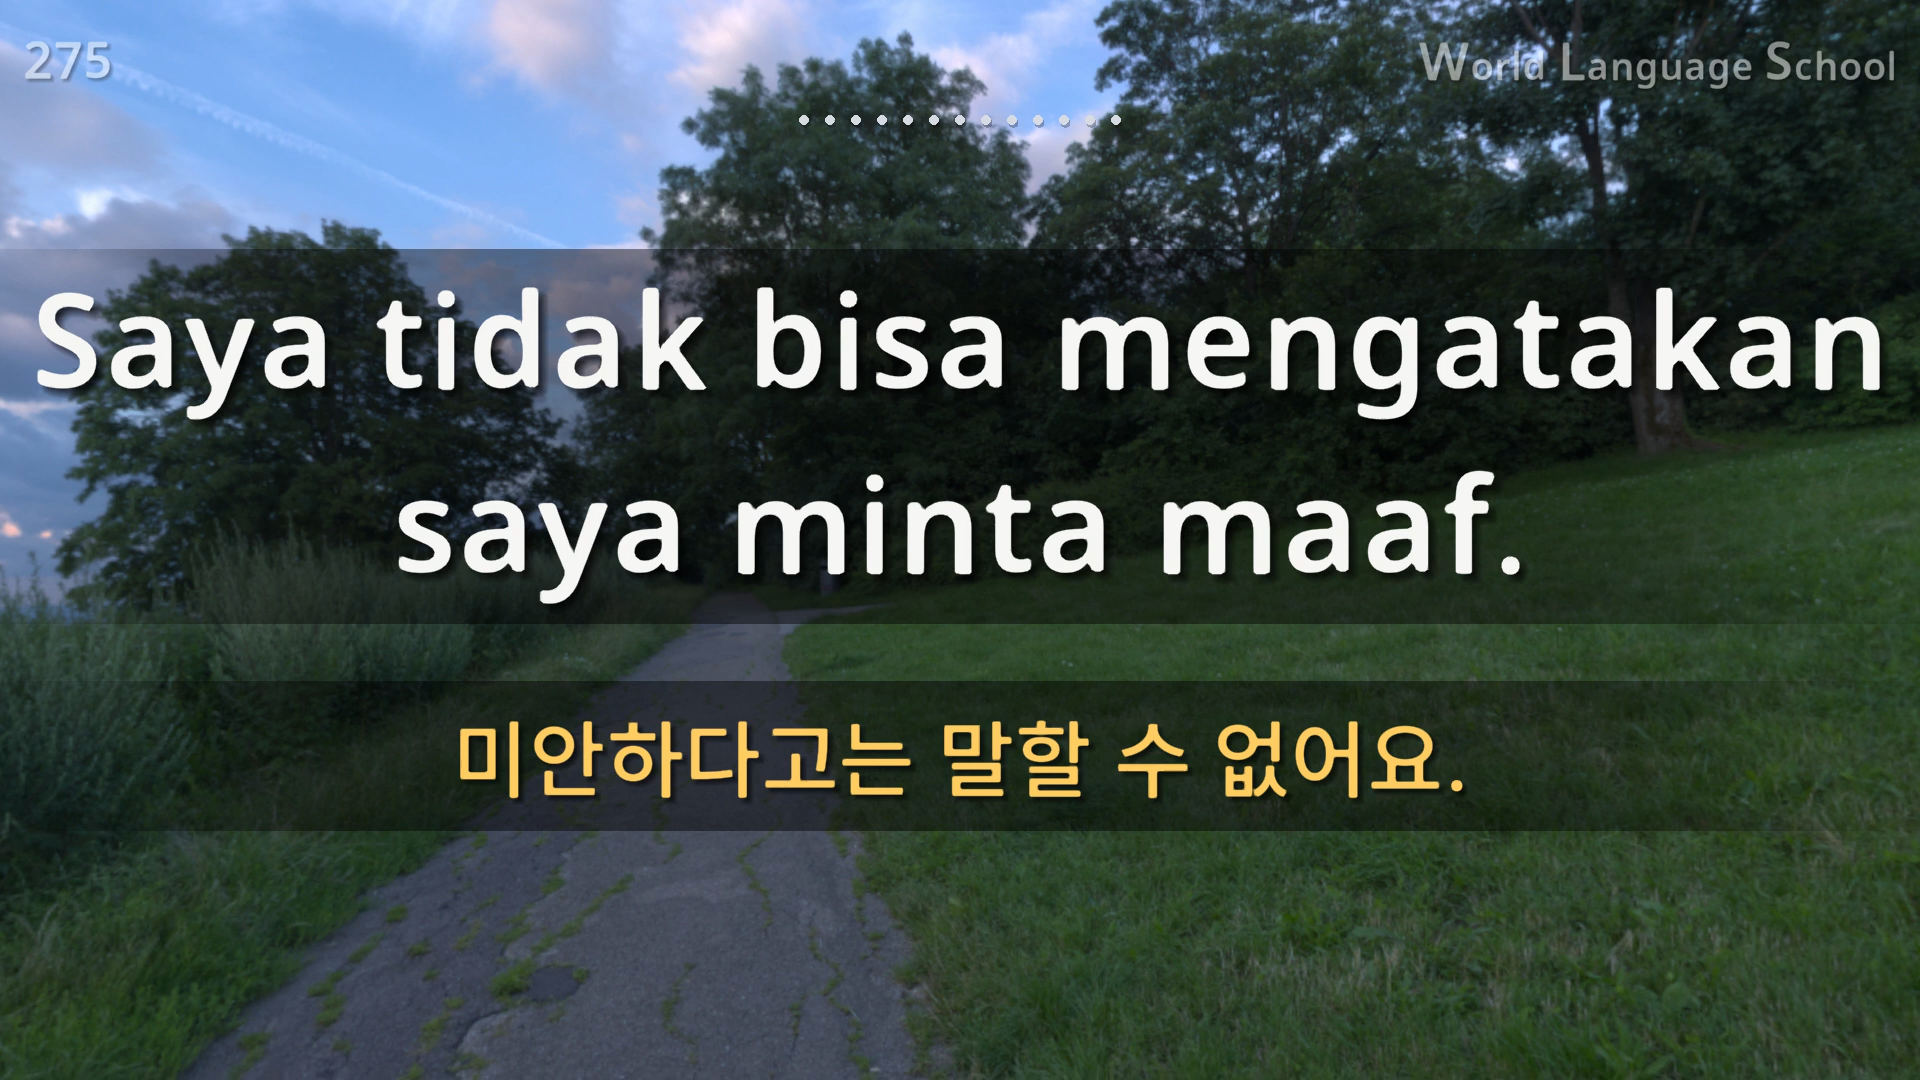 275
World Language School
Saya tidak bisa mengatakan
saya minta maaf.
미안하다고는 말할 수 없어요.